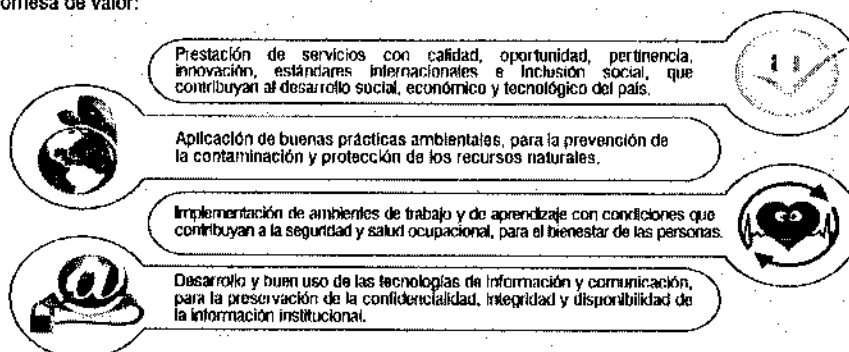 omesa de valor:
Prestación de servicios con calidad, oportunidad, pertinencia,
innovación, estándares internacionales e inclusión social, que
contribuyan al desarrollo social, económico y tecnológico del país.
Aplicación de buenas prácticas ambientales, para la prevención de
la contaminación y protección de los recursos naturales.
Implementación de ambientes de trabajo y de aprendizaje con condiciones que
contribuyan a la seguridad y salud ocupacional, para el bienestar de las personas.
Desarrollo y buen uso de las tecnologías de información y comunicación,
para la preservación de la confidencialidad, integridad y disponibilidad de
la información institucional.